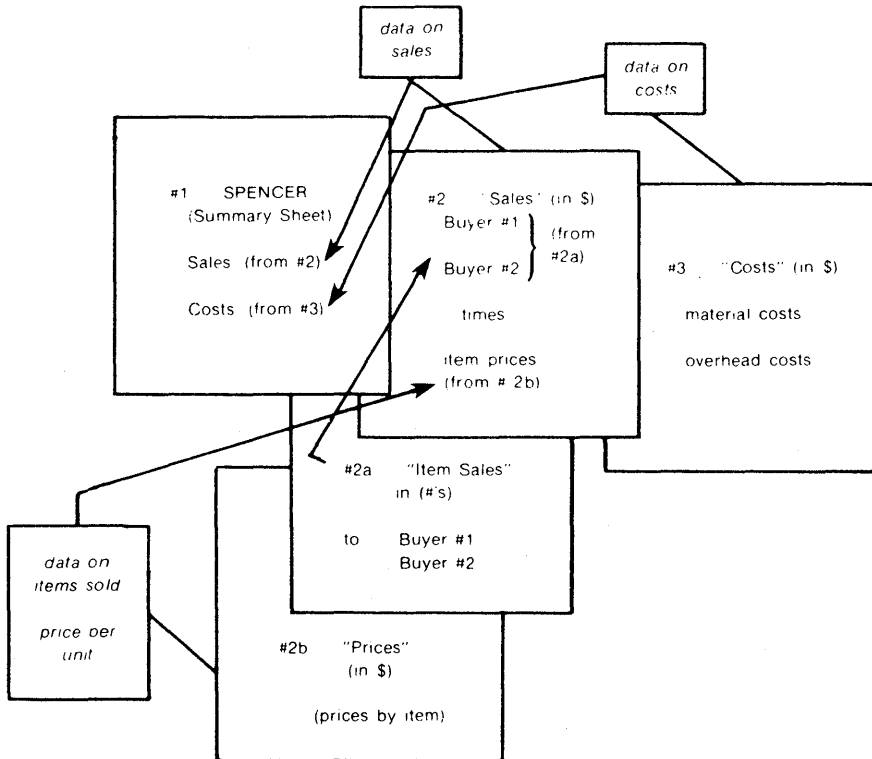 data on
sales
data on
costs
#1 SPENCER
(Summary Sheet)
Sales (from #2)
Costs (from #3)
#2 "Sales" (in $)
Buyer #1
Buyer #2
(from
#2a)
times
item prices
(from # 2b)
#3 "Costs" (in $)
material costs
overhead costs
#2a "Item Sales"
in (#'s)
to Buyer #1
Buyer #2
data on
items sold
price per
unit
#2b "Prices"
(in $)
(prices by item)